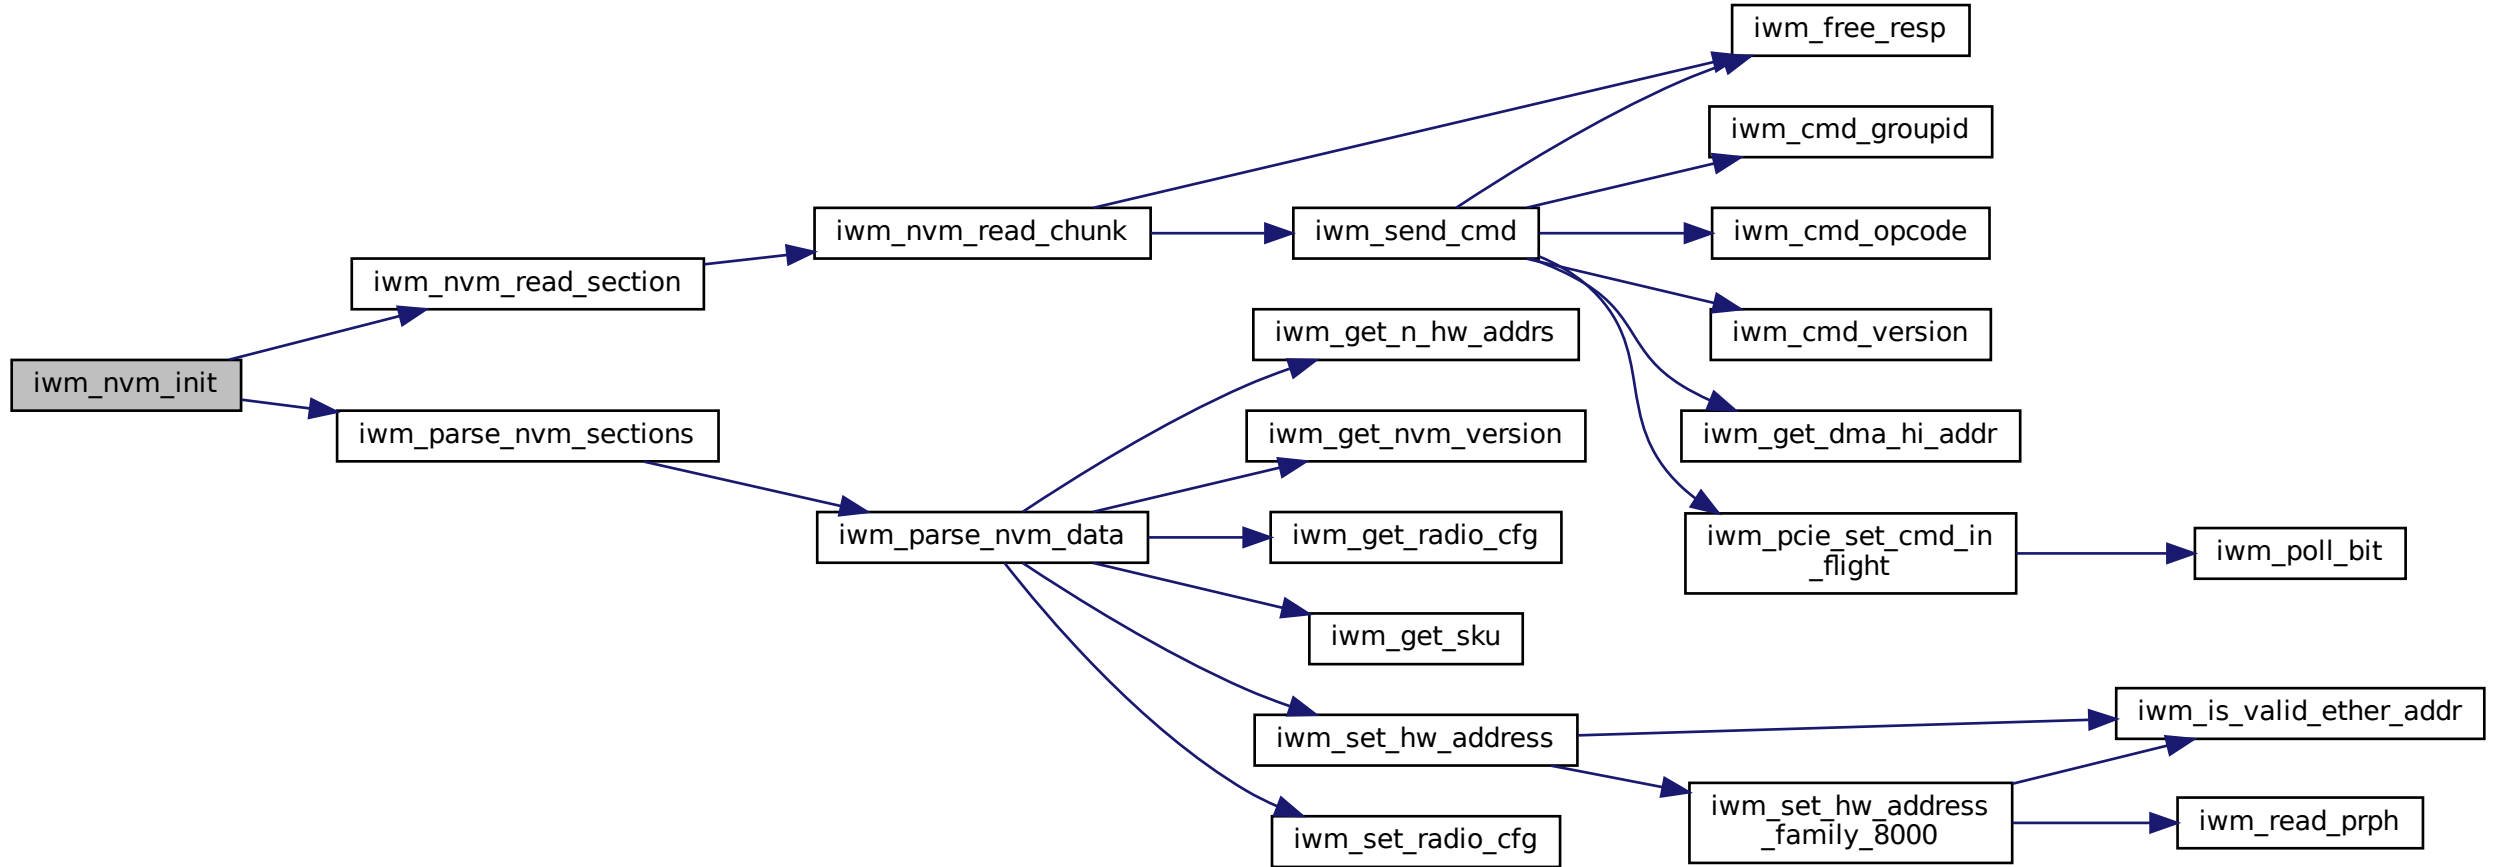 iwm_nvm_init
iwm_nvm_read_section
iwm_parse_nvm_sections
iwm_nvm_read_chunk
iwm_parse_nvm_data
iwm_send_cmd
iwm_get_n_hw_addrs
iwm_get_nvm_version
iwm_get_radio_cfg
iwm_get_sku
iwm_set_hw_address
iwm_set_radio_cfg
iwm_free_resp
iwm_cmd_groupid
iwm_cmd_opcode
iwm_cmd_version
iwm_get_dma_hi_addr
iwm_pcie_set_cmd_in
_flight
iwm_set_hw_address
_family_8000
iwm_poll_bit
iwm_is_valid_ether_addr
iwm_read_prph